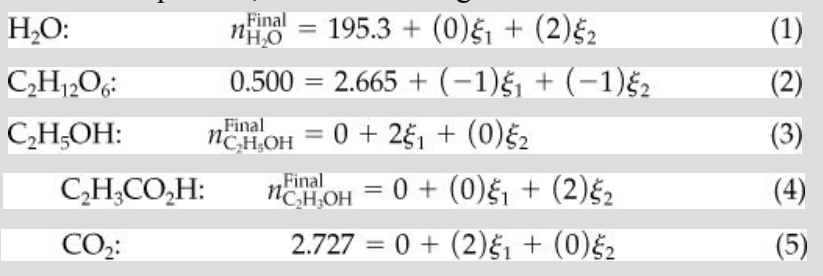 H₂O: n^Final_H₂O = 195.3 + (0)ξ₁ + (2)ξ₂ (1)
C₂H₁₂O₆: 0.500 = 2.665 + (−1)ξ₁ + (−1)ξ₂ (2)
C₂H₅OH: n^Final_C₂H₅OH = 0 + 2ξ₁ + (0)ξ₂ (3)
C₂H₃CO₂H: n^Final_C₂H₃OH = 0 + (0)ξ₁ + (2)ξ₂ (4)
CO₂: 2.727 = 0 + (2)ξ₁ + (0)ξ₂ (5)